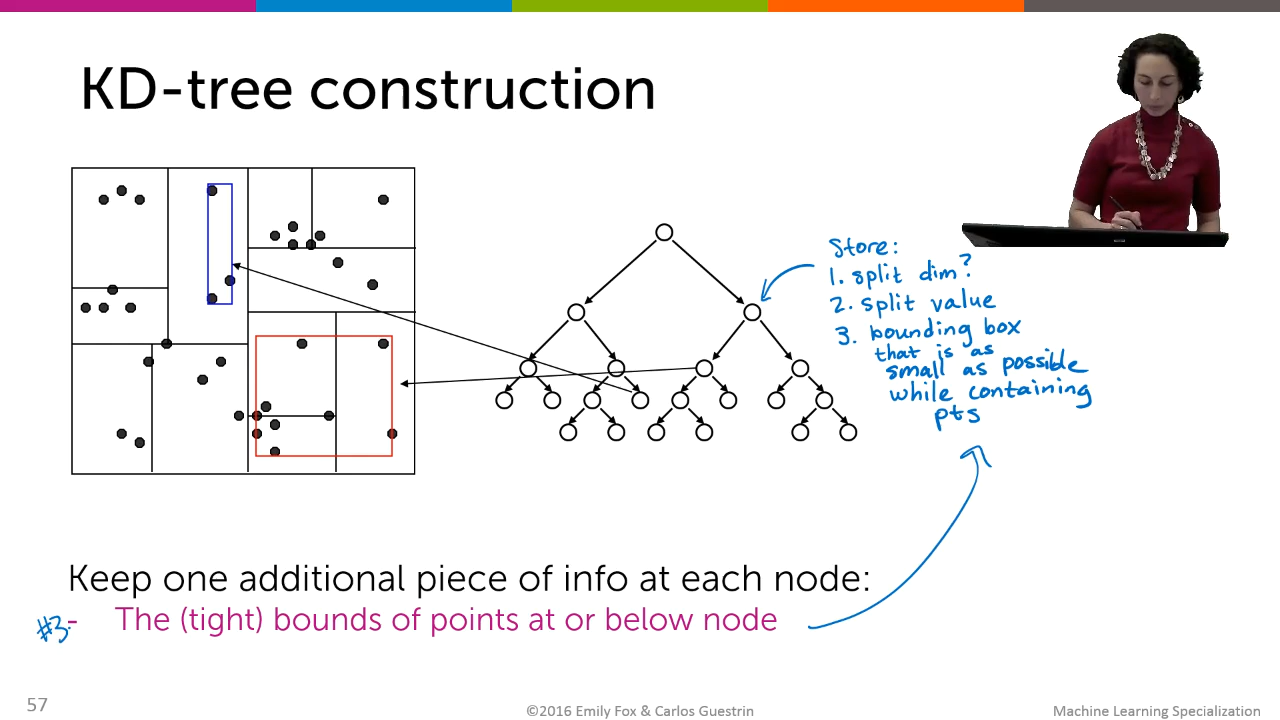 KD-tree construction
Store:
1. split dim?
2. split value
3. bounding box
that is as
small as possible
while containing
pts
Keep one additional piece of info at each node:
#3. - The (tight) bounds of points at or below node
57
©2016 Emily Fox & Carlos Guestrin
Machine Learning Specialization